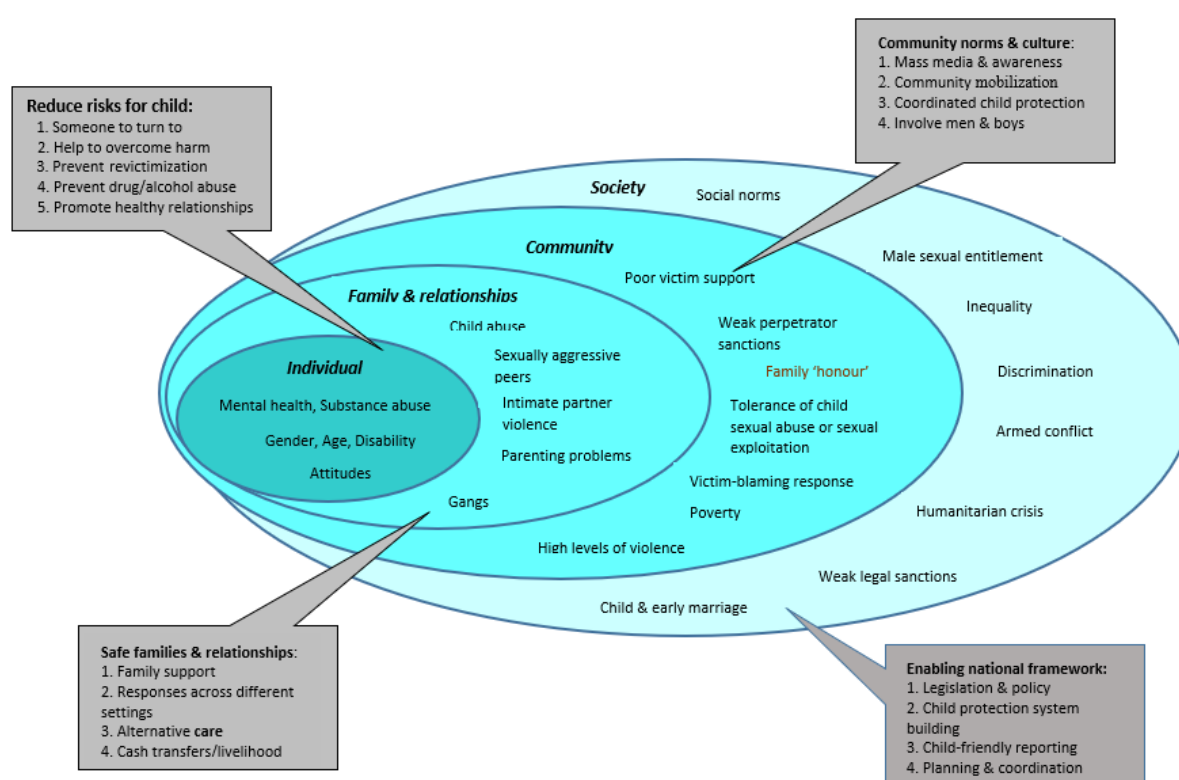 Community norms & culture:
1. Mass media & awareness
2. Community mobilization
3. Coordinated child protection
4. Involve men & boys
Reduce risks for child:
1. Someone to turn to
2. Help to overcome harm
3. Prevent revictimization
4. Prevent drug/alcohol abuse
5. Promote healthy relationships
Society
Social norms
Male sexual entitlement
Inequality
Discrimination
Armed conflict
Humanitarian crisis
Weak legal sanctions
Child & early marriage
Community
Poor victim support
Weak perpetrator
sanctions
Family ‘honour’
Tolerance of child
sexual abuse or sexual
exploitation
Victim-blaming response
Poverty
High levels of violence
Family & relationships
Child abuse
Sexually aggressive
peers
Intimate partner
violence
Parenting problems
Gangs
Individual
Mental health, Substance abuse
Gender, Age, Disability
Attitudes
Safe families & relationships:
1. Family support
2. Responses across different
settings
3. Alternative care
4. Cash transfers/livelihood
Enabling national framework:
1. Legislation & policy
2. Child protection system
building
3. Child-friendly reporting
4. Planning & coordination